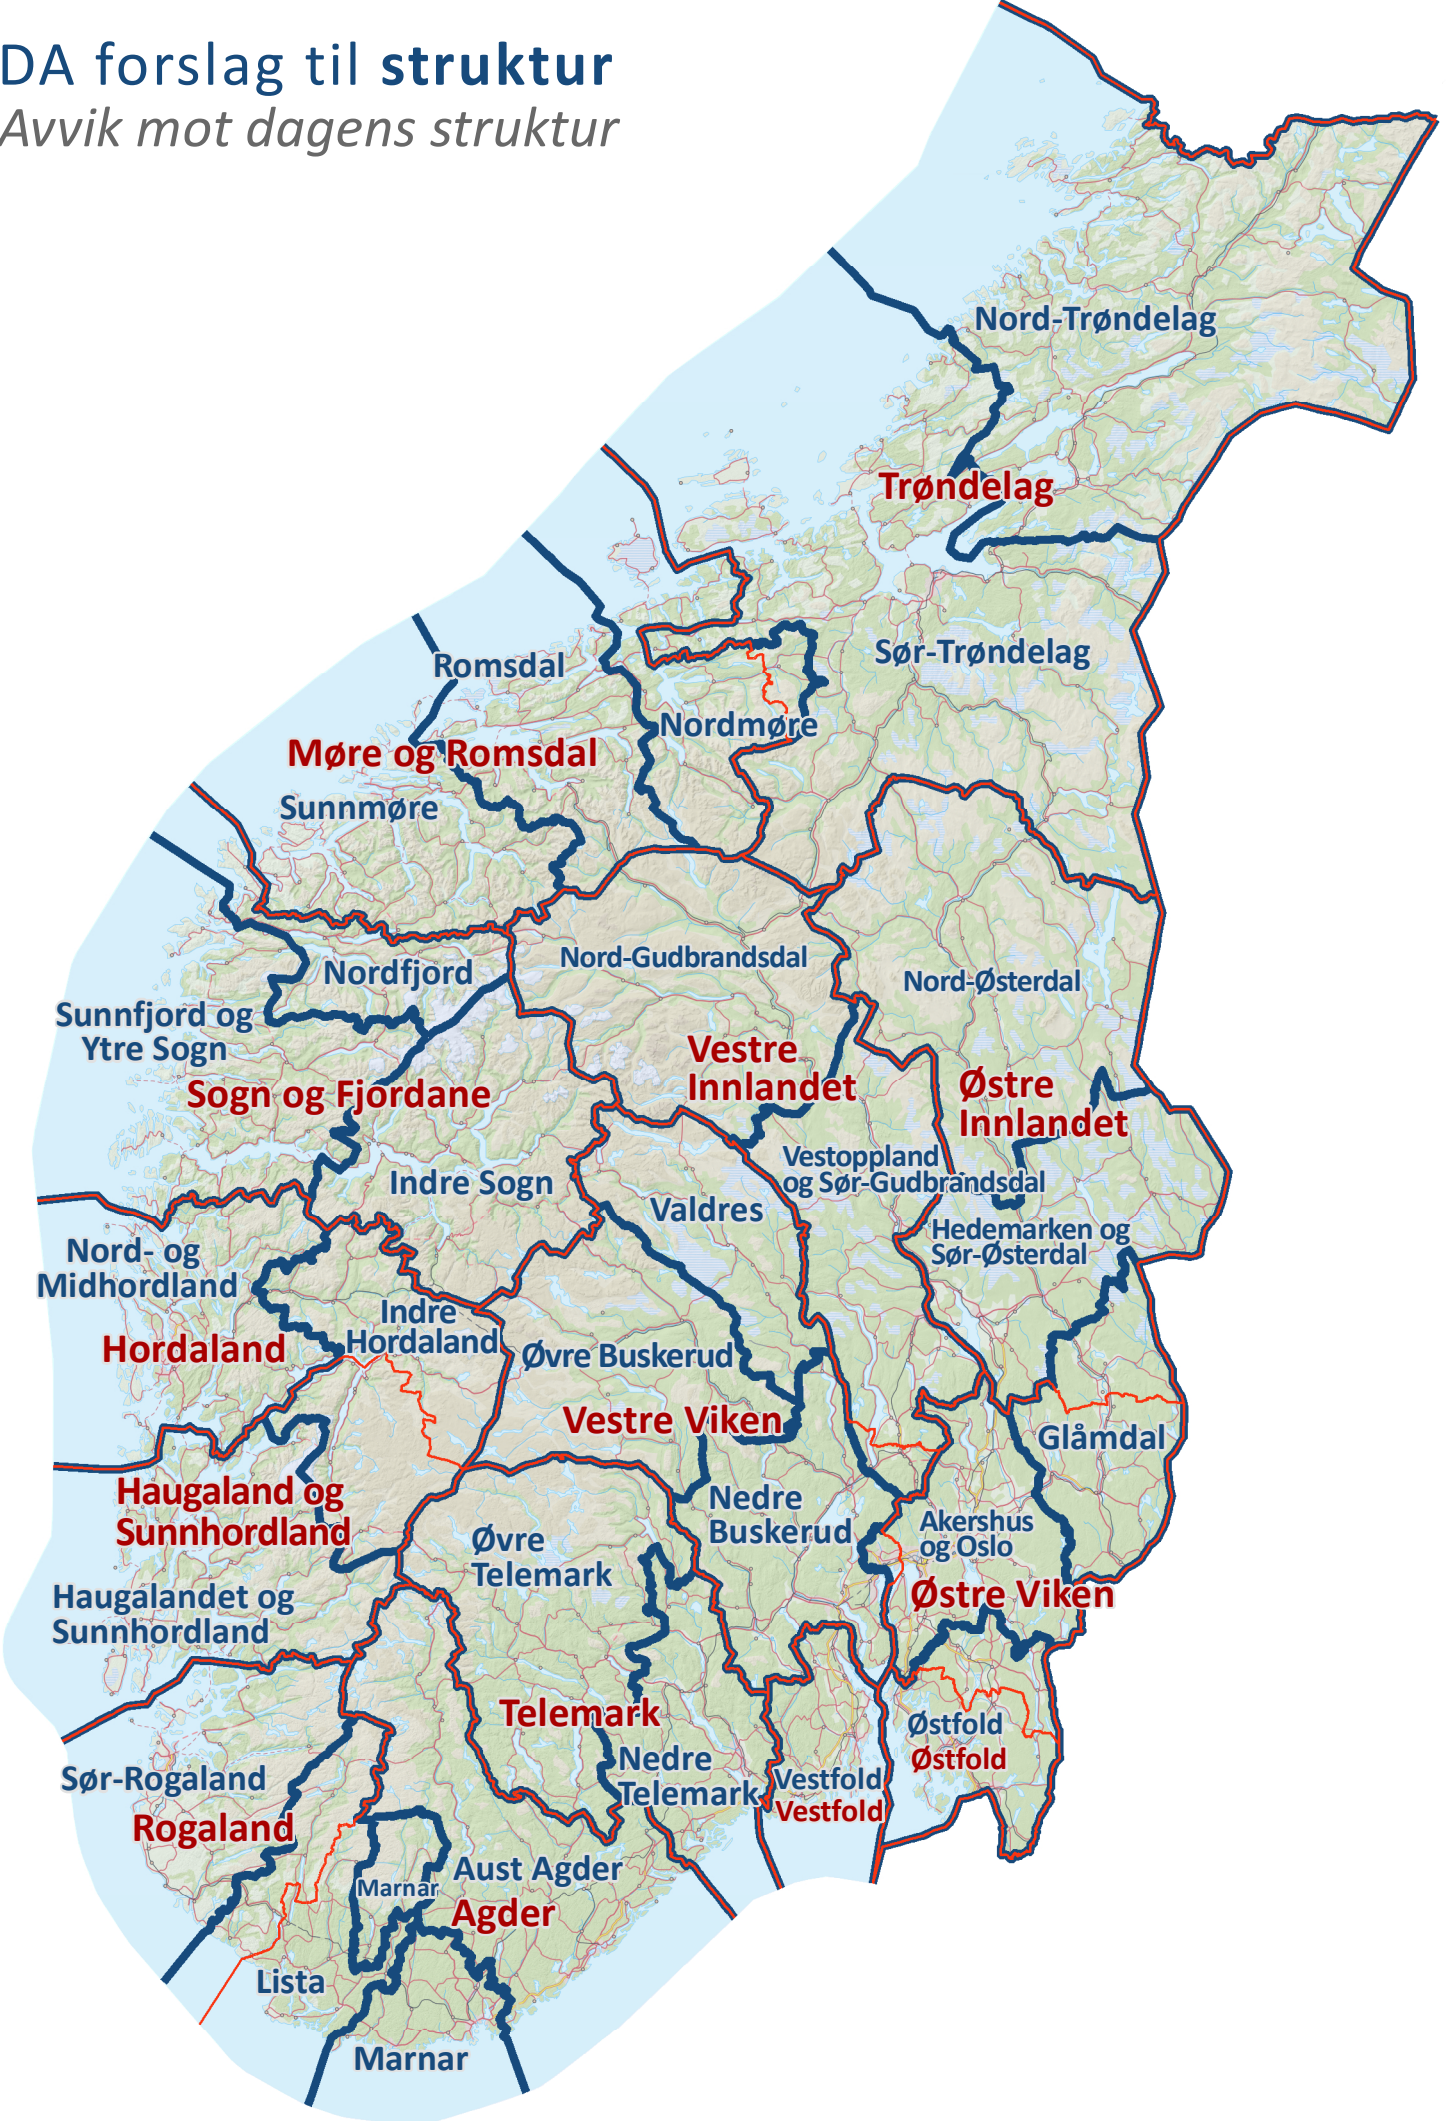 DA forslag til struktur
Avvik mot dagens struktur
Nord-Trøndelag
Trøndelag
Sør-Trøndelag
Romsdal
Nordmøre
Møre og Romsdal
Sunnmøre
Nord-Gudbrandsdal
Nordfjord
Nord-Østerdal
Sunnfjord og
Ytre Sogn
Vestre
Innlandet
Sogn og Fjordane
Østre
Innlandet
Vestoppland
og Sør-Gudbrandsdal
Indre Sogn
Valdres
Hedemarken og
Sør-Østerdal
Nord- og
Midhordland
Indre
Hordaland
Hordaland
Øvre Buskerud
Vestre Viken
Glåmdal
Haugaland og
Sunnhordland
Nedre
Buskerud
Akershus
og Oslo
Øvre
Telemark
Østre Viken
Haugalandet og
Sunnhordland
Telemark
Østfold
Østfold
Nedre
Telemark
Vestfold
Vestfold
Sør-Rogaland
Rogaland
Aust Agder
Marnar
Agder
Lista
Marnar